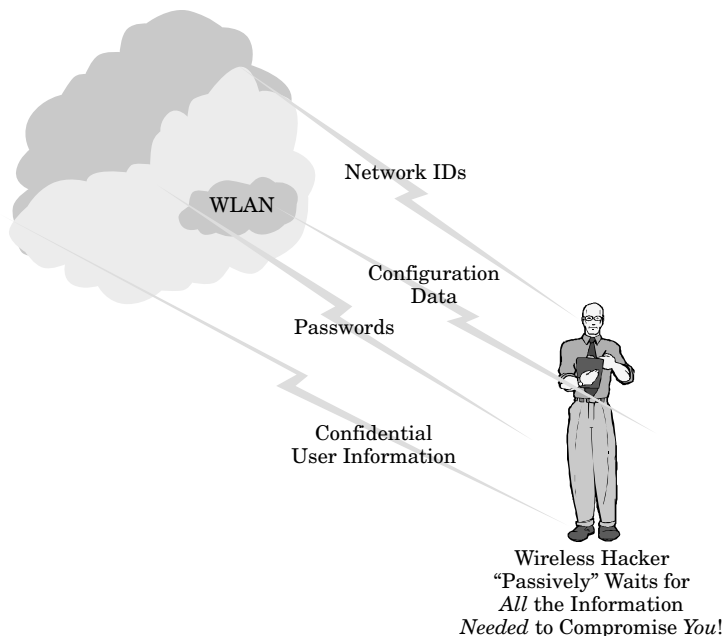 Network IDs
WLAN
Configuration
Data
Passwords
Confidential
User Information
Wireless Hacker
“Passively” Waits for
All the Information
Needed to Compromise You!